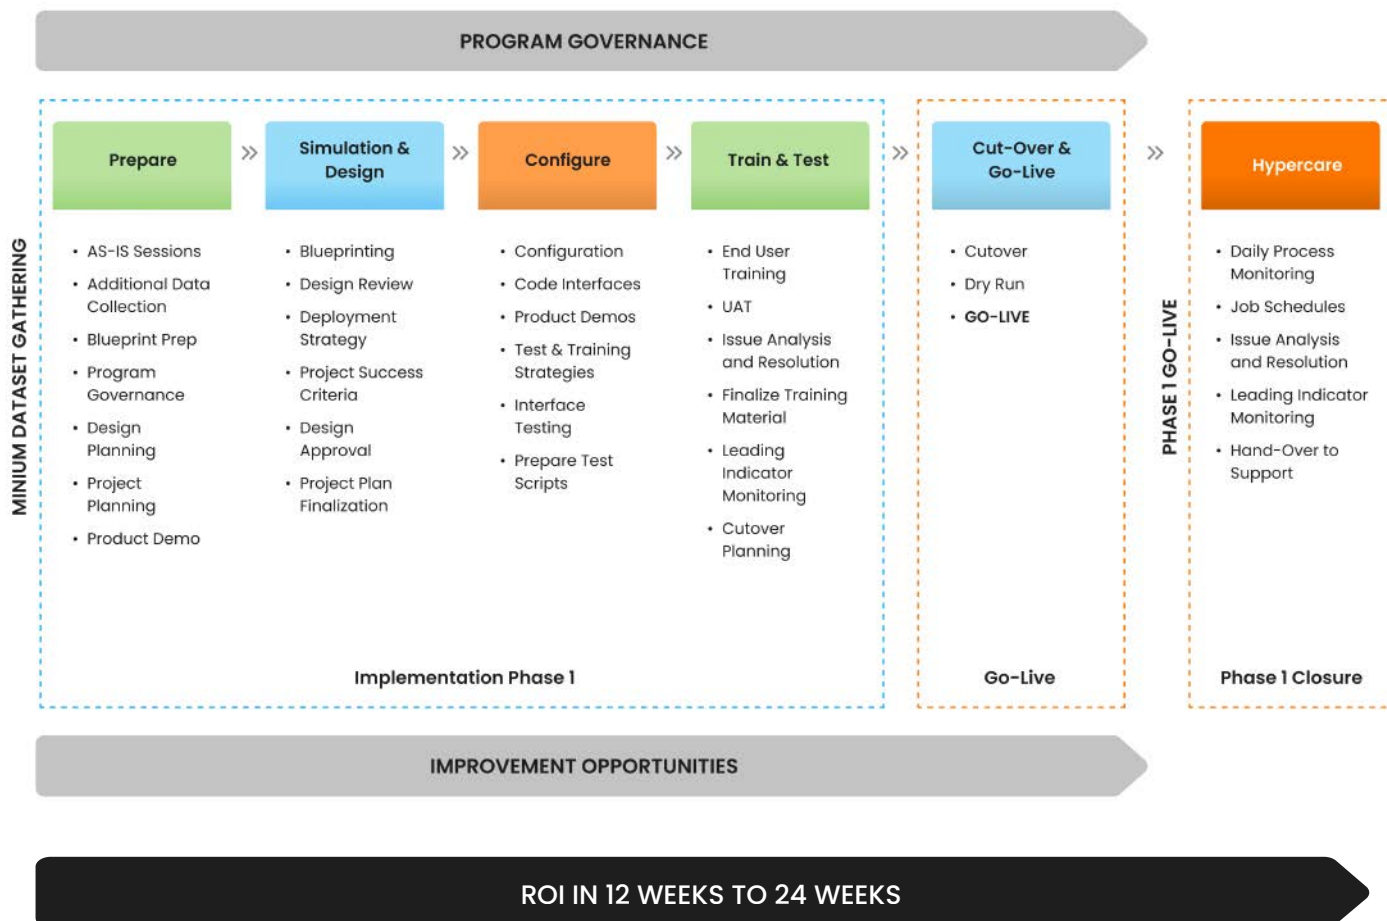 PROGRAM GOVERNANCE
MINIUM DATASET GATHERING
Prepare
• AS-IS Sessions
• Additional Data
Collection
• Blueprint Prep
• Program
Governance
• Design
Planning
• Project
Planning
• Product Demo
Simulation &
Design
• Blueprinting
• Design Review
• Deployment
Strategy
• Project Success
Criteria
• Design
Approval
• Project Plan
Finalization
Configure
• Configuration
• Code Interfaces
• Product Demos
• Test & Training
Strategies
• Interface
Testing
• Prepare Test
Scripts
Train & Test
• End User
Training
• UAT
• Issue Analysis
and Resolution
• Finalize Training
Material
• Leading
Indicator
Monitoring
• Cutover
Planning
Implementation Phase 1
Cut-Over &
Go-Live
• Cutover
• Dry Run
• GO-LIVE
Go-Live
PHASE 1 GO-LIVE
Hypercare
• Daily Process
Monitoring
• Job Schedules
• Issue Analysis
and Resolution
• Leading Indicator
Monitoring
• Hand-Over to
Support
Phase 1 Closure
IMPROVEMENT OPPORTUNITIES
ROI IN 12 WEEKS TO 24 WEEKS